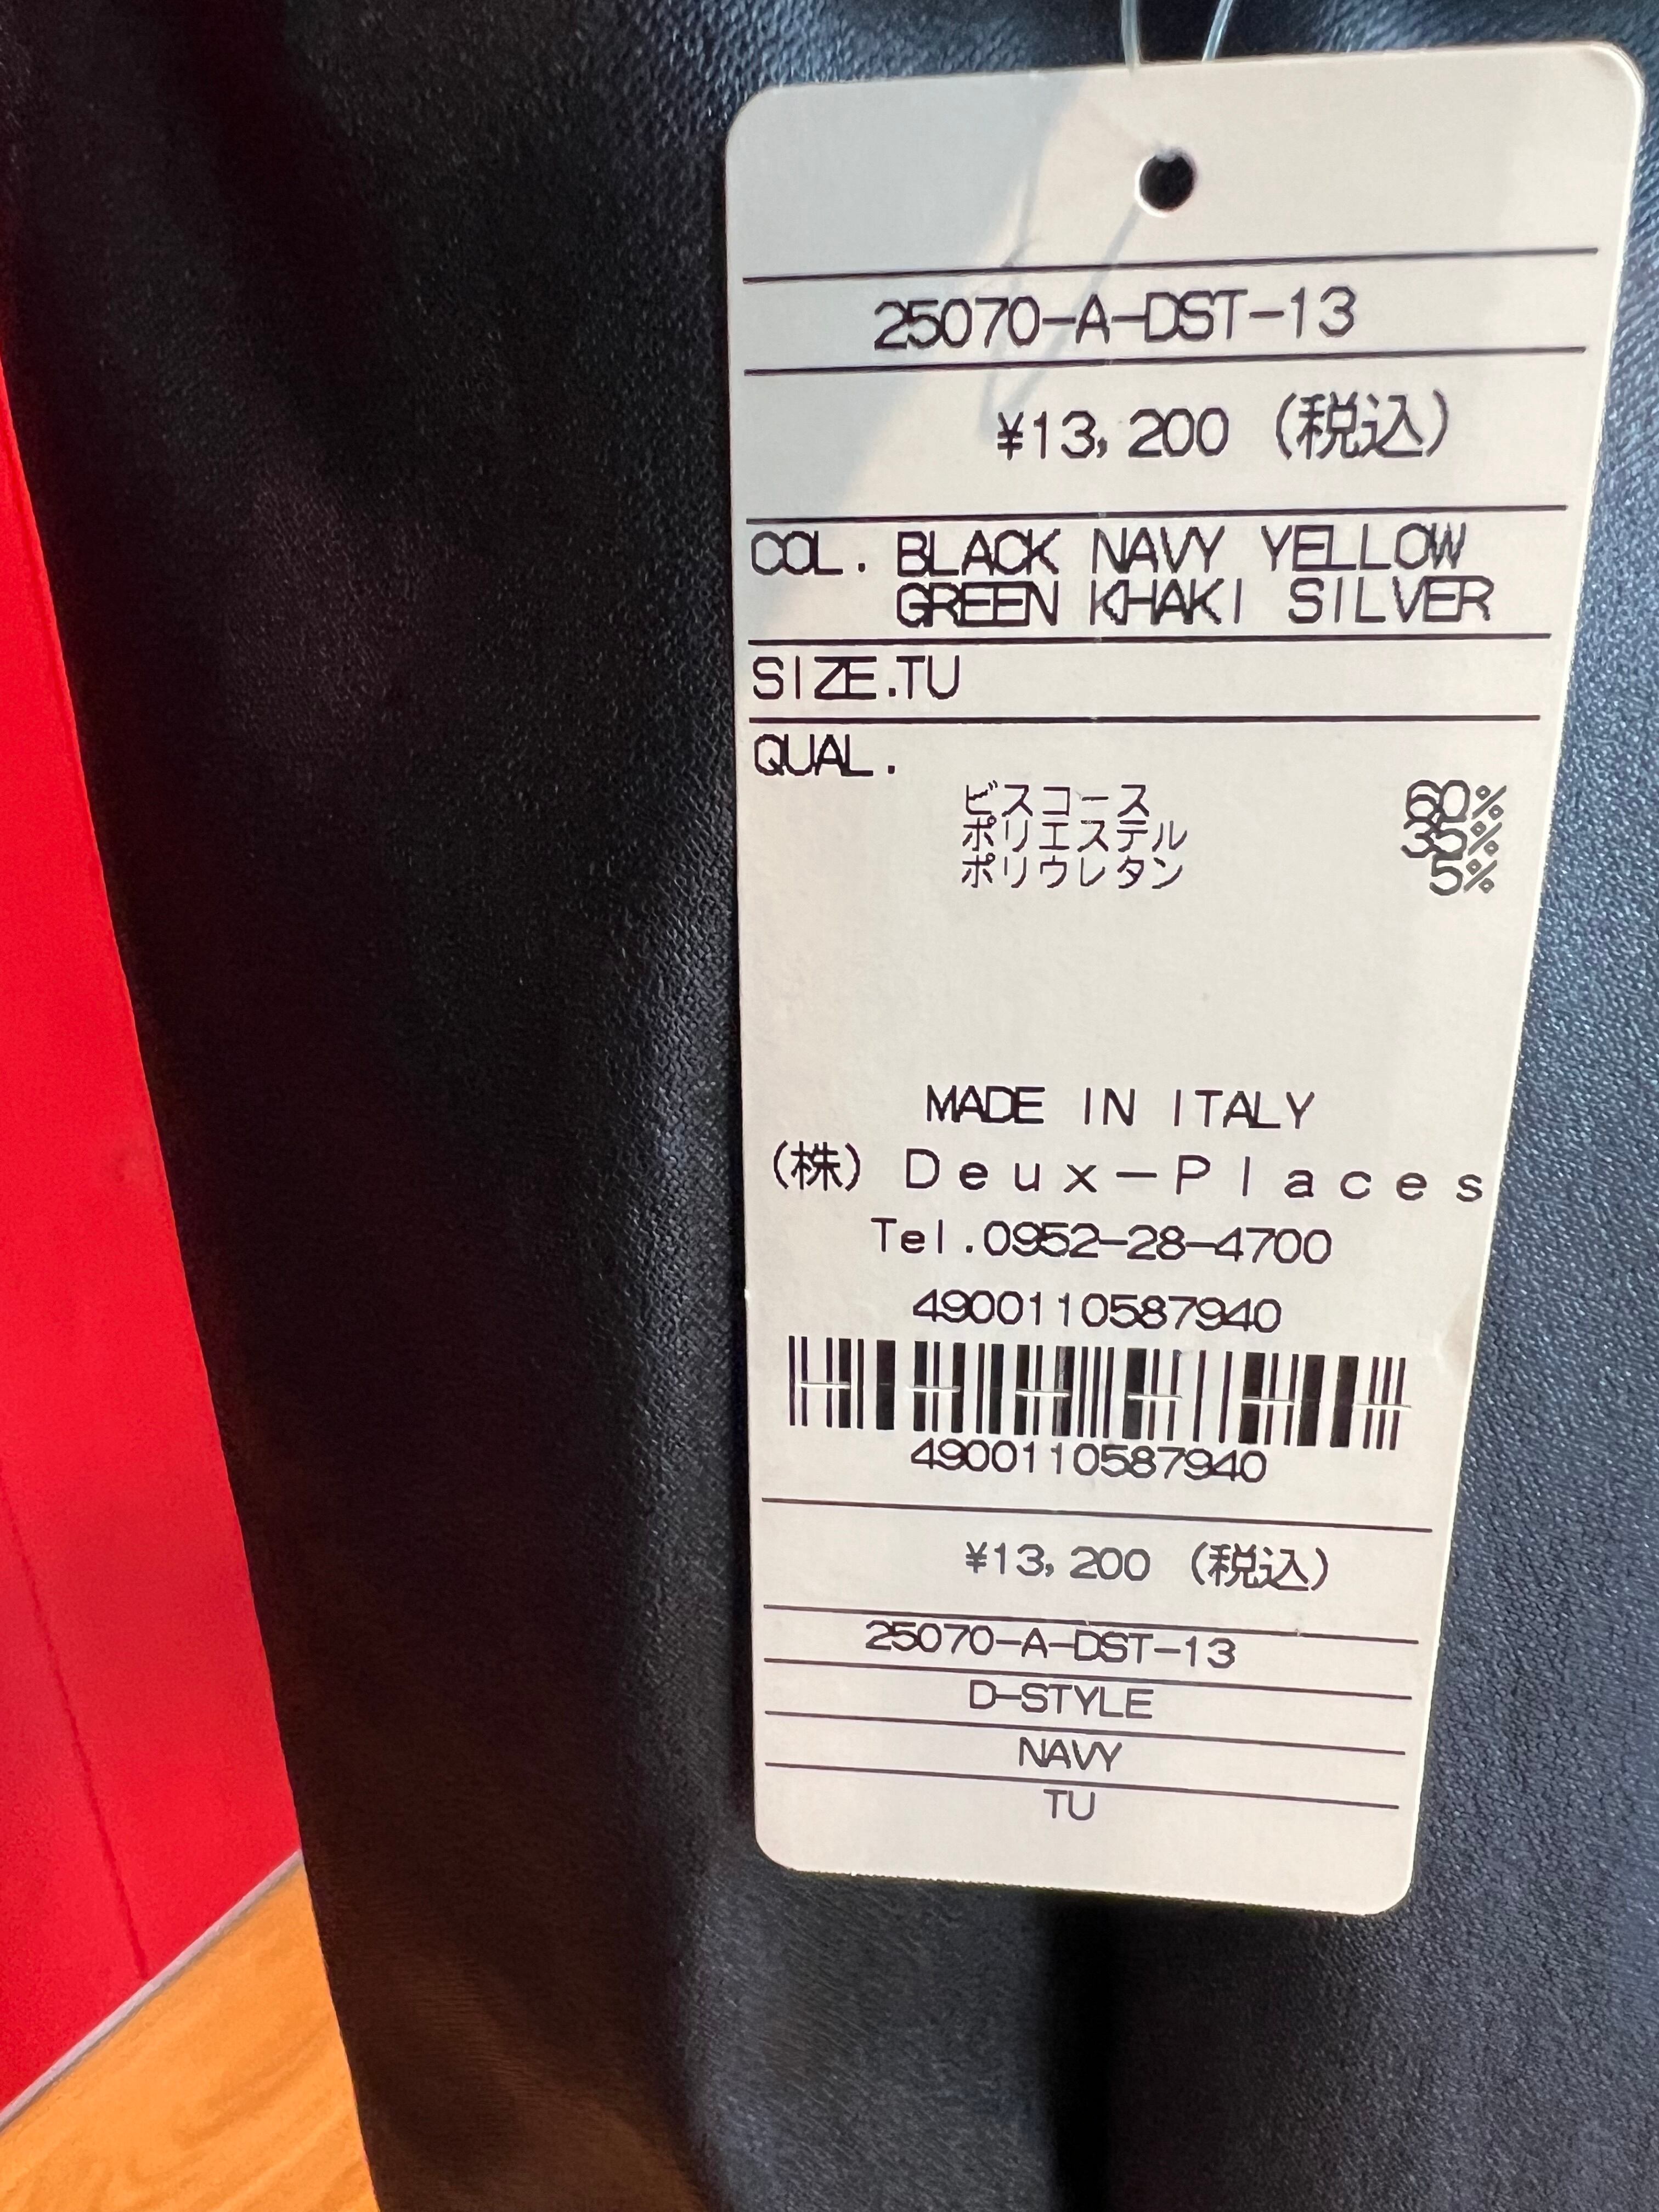 25070-A-DST-13
¥13,200 (税込)
COL. BLACK NAVY YELLOW
GREEN KHAKI SILVER
SIZE.TU
QUAL.
ビスコース 60%
ポリエステル 35%
ポリウレタン 5%
MADE IN ITALY
(株) Deux-Places
Tel.0952-28-4700
4900110587940
4900110587940
¥13,200 (税込)
25070-A-DST-13
D-STYLE
NAVY
TU